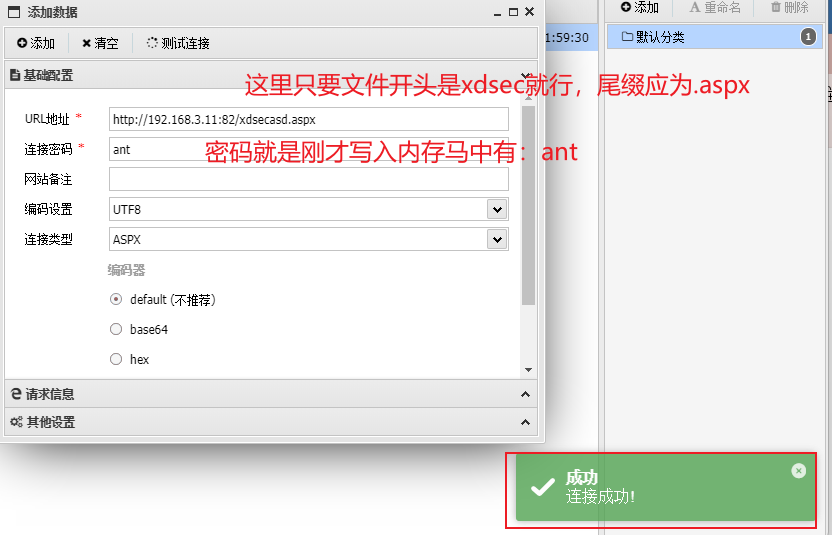 添加数据
添加
清空
测试连接
基础配置
这里只要文件开头是xdsec就行，尾缀应为.aspx
URL地址 *
http://192.168.3.11:82/xdsecasd.aspx
连接密码 *
ant
密码就是刚才写入内存马中有：ant
网站备注
编码设置
UTF8
连接类型
ASPX
编码器
default (不推荐)
base64
hex
请求信息
其他设置
1:59:30
添加
重命名
删除
默认分类
1
成功
连接成功!